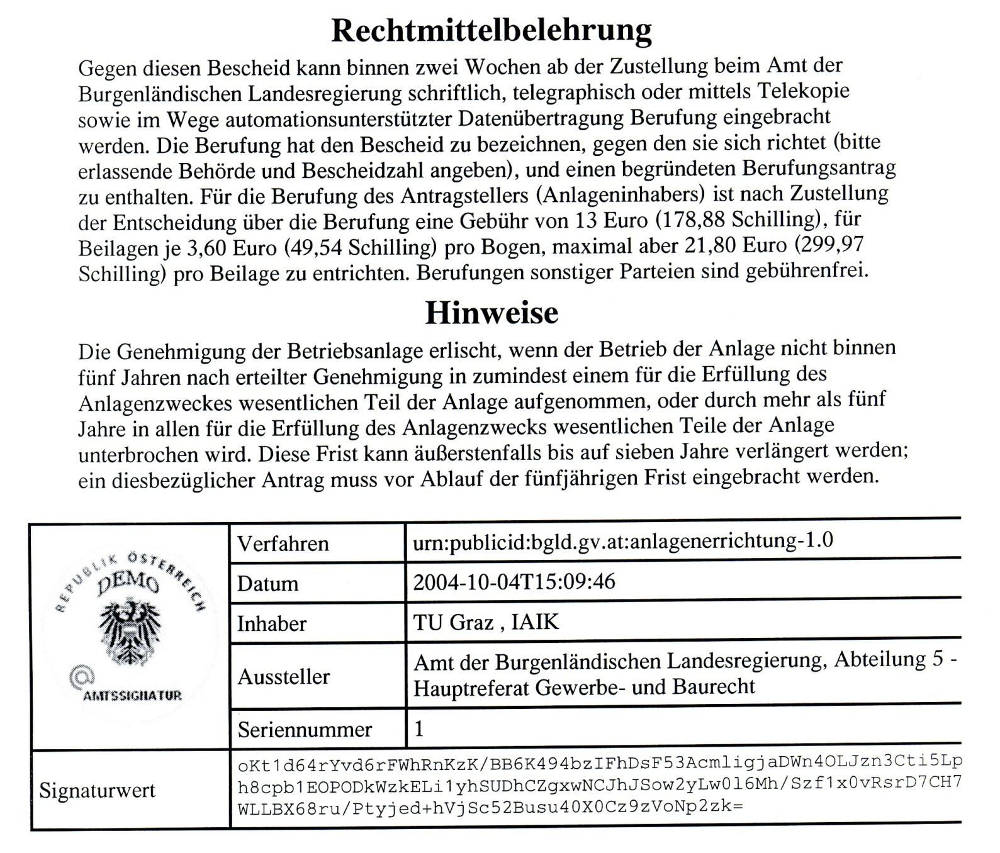 Rechtmittelbelehrung
Gegen diesen Bescheid kann binnen zwei Wochen ab der Zustellung beim Amt der
Burgenländischen Landesregierung schriftlich, telegraphisch oder mittels Telekopie
sowie im Wege automationsunterstützter Datenübertragung Berufung eingebracht
werden. Die Berufung hat den Bescheid zu bezeichnen, gegen den sie sich richtet (bitte
erlassende Behörde und Bescheidzahl angeben), und einen begründeten Berufungsantrag
zu enthalten. Für die Berufung des Antragstellers (Anlageninhabers) ist nach Zustellung
der Entscheidung über die Berufung eine Gebühr von 13 Euro (178,88 Schilling), für
Beilagen je 3,60 Euro (49,54 Schilling) pro Bogen, maximal aber 21,80 Euro (299,97
Schilling) pro Beilage zu entrichten. Berufungen sonstiger Parteien sind gebührenfrei.
Hinweise
Die Genehmigung der Betriebsanlage erlischt, wenn der Betrieb der Anlage nicht binnen
fünf Jahren nach erteilter Genehmigung in zumindest einem für die Erfüllung des
Anlagenzweckes wesentlichen Teil der Anlage aufgenommen, oder durch mehr als fünf
Jahre in allen für die Erfüllung des Anlagenzwecks wesentlichen Teile der Anlage
unterbrochen wird. Diese Frist kann äußerstenfalls bis auf sieben Jahre verlängert werden;
ein diesbezüglicher Antrag muss vor Ablauf der fünfjährigen Frist eingebracht werden.
REPUBLIK ÖSTERREICH
DEMO
@
AMTSSIGNATUR
Verfahren urn:publicid:bgld.gv.at:anlagenerrichtung-1.0
Datum 2004-10-04T15:09:46
Inhaber TU Graz , IAIK
Aussteller Amt der Burgenländischen Landesregierung, Abteilung 5 -
Hauptreferat Gewerbe- und Baurecht
Seriennummer 1
Signaturwert
oKt1d64rYvd6rFWhRnKzK/BB6K494bzIFhDsF53AcmligjaDWn4OLJzn3Cti5Lp
h8cpb1EOPODkWzkELi1yhSUDhCZgxwNCJhJSow2yLw0l6Mh/Szf1x0vRsrD7CH7
WLLBX68ru/Ptyjed+hVjSc52Busu40X0Cz9zVoNp2zk=